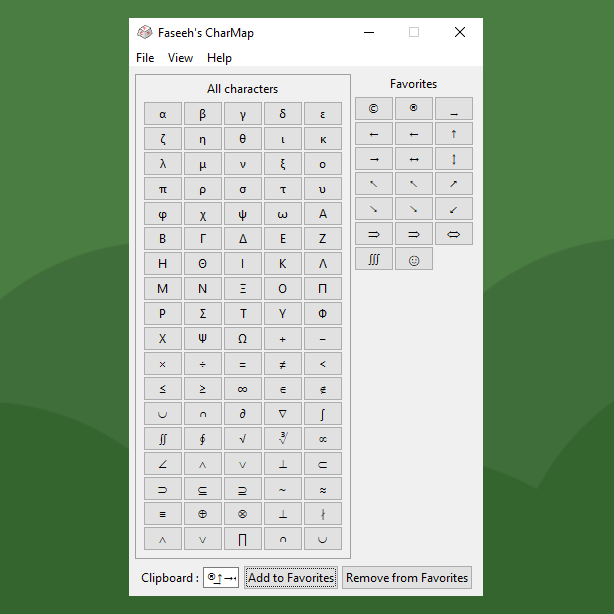 Faseeh's CharMap
File View Help
All characters
α β γ δ ε
ζ η θ ι κ
λ μ ν ξ ο
π ρ σ τ υ
φ χ ψ ω Α
Β Γ Δ Ε Ζ
Η Θ Ι Κ Λ
Μ Ν Ξ Ο Π
Ρ Σ Τ Υ Φ
Χ Ψ Ω + −
× ÷ = ≠ <
≤ ≥ ∞ ∊ ∉
◡ ∩ ∂ ∇ ∫
∬ ∮ √ ∛ ∝
∠ ∧ ∨ ⊥ ⊂
⊃ ⊆ ⊇ ~ ≈
≡ ⊕ ⊗ ⊥ ∤
∧ ∨ ∏ ∩ ◡
Favorites
© ® _
← ← ↑
→ ↔ ↕
↖ ↖ ↗
↘ ↘ ↙
⇒ ⇒ ⇔
∭ ☺
Clipboard : ®_↑→ Add to Favorites Remove from Favorites